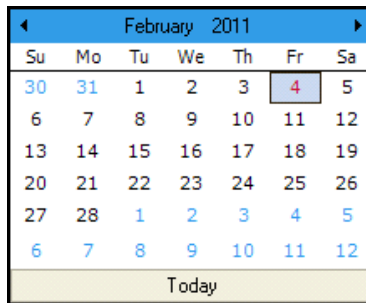 February 2011
Su Mo Tu We Th Fr Sa
30 31 1 2 3 4 5
6 7 8 9 10 11 12
13 14 15 16 17 18 19
20 21 22 23 24 25 26
27 28 1 2 3 4 5
6 7 8 9 10 11 12
Today